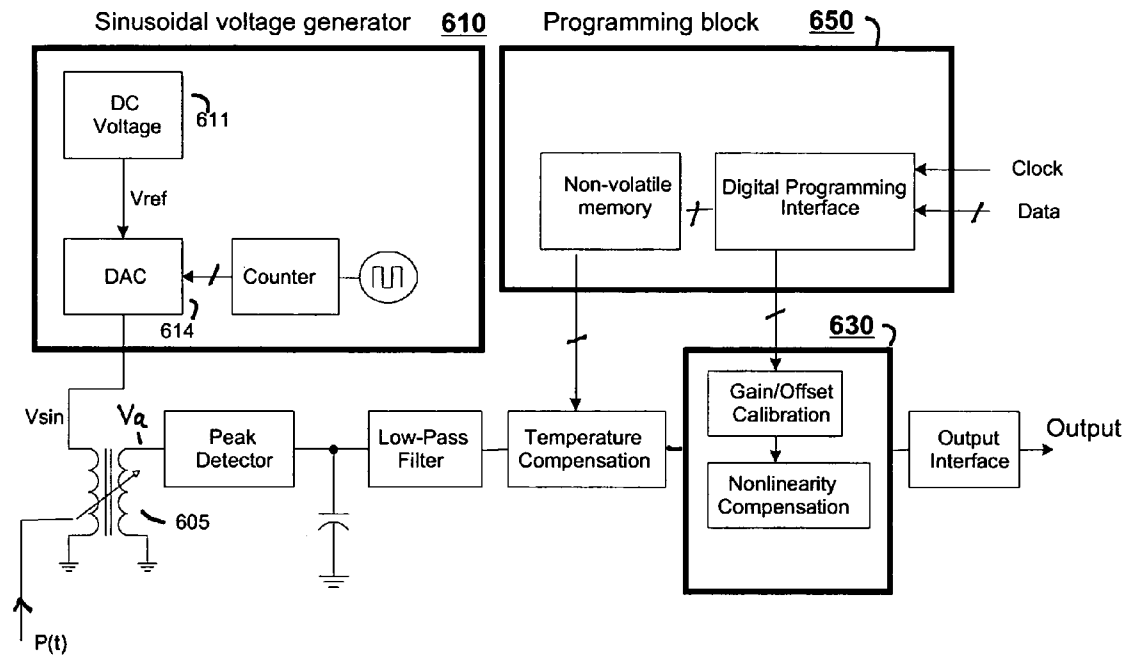 Sinusoidal voltage generator 610
Programming block 650
DC
Voltage
611
Vref
DAC
614
Counter
Non-volatile
memory
Digital Programming
Interface
Clock
Data
630
Gain/Offset
Calibration
Nonlinearity
Compensation
Vsin
Va
Peak
Detector
Low-Pass
Filter
Temperature
Compensation
Output
Interface
Output
605
P(t)